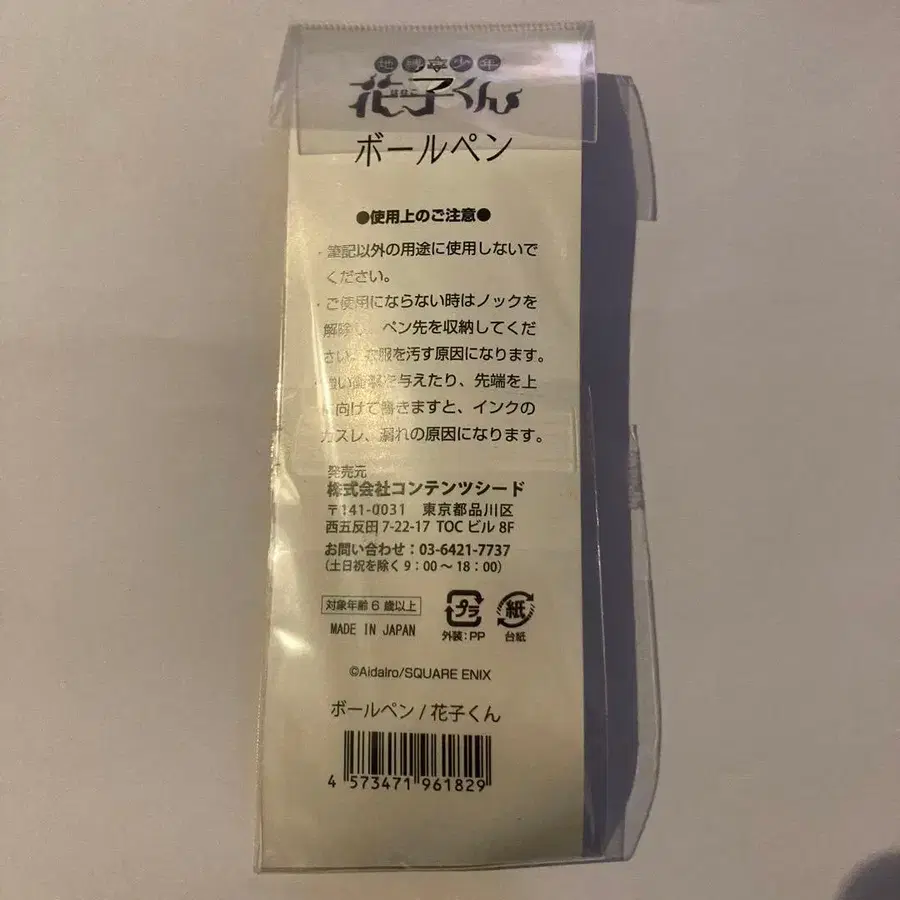 地縛少年
花子くん
はなこ
ボールペン
●使用上のご注意●
・筆記以外の用途に使用しないで
ください。
・ご使用にならない時はノックを
解除し、ペン先を収納してくだ
さい。衣服を汚す原因になります。
・強い衝撃を与えたり、先端を上
に向けて書きますと、インクの
カスレ、漏れの原因になります。
発売元
株式会社コンテンツシード
〒141-0031 東京都品川区
西五反田 7-22-17 TOC ビル 8F
お問い合わせ：03-6421-7737
（土日祝を除く 9：00～18：00）
対象年齢 6 歳以上
MADE IN JAPAN
プラ
外装：PP
紙
台紙
©AidaIro/SQUARE ENIX
ボールペン / 花子くん
4 573471 961829